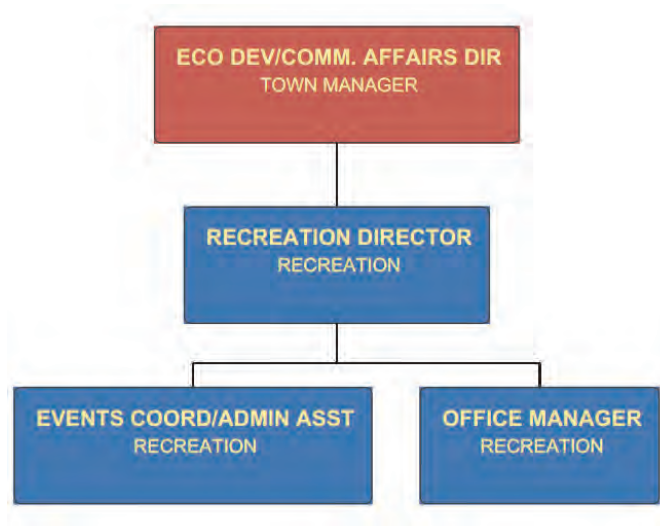 ECO DEV/COMM. AFFAIRS DIR
TOWN MANAGER
RECREATION DIRECTOR
RECREATION
EVENTS COORD/ADMIN ASST
RECREATION
OFFICE MANAGER
RECREATION